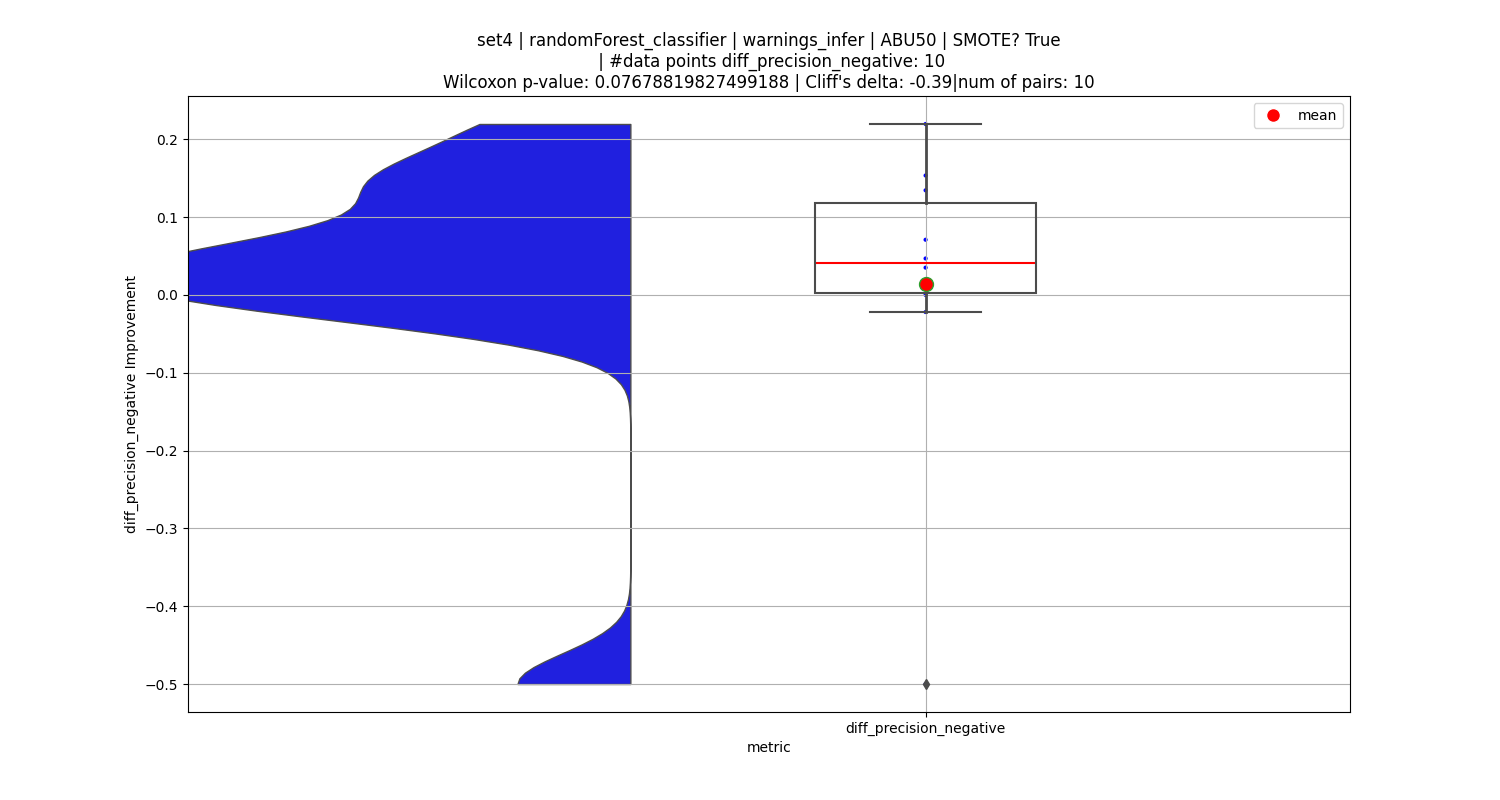 set4 | randomForest_classifier | warnings_infer | ABU50 | SMOTE? True
| #data points diff_precision_negative: 10
Wilcoxon p-value: 0.07678819827499188 | Cliff's delta: -0.39|num of pairs: 10
mean
0.2
0.1
0.0
−0.1
−0.2
−0.3
−0.4
−0.5
diff_precision_negative Improvement
diff_precision_negative
metric